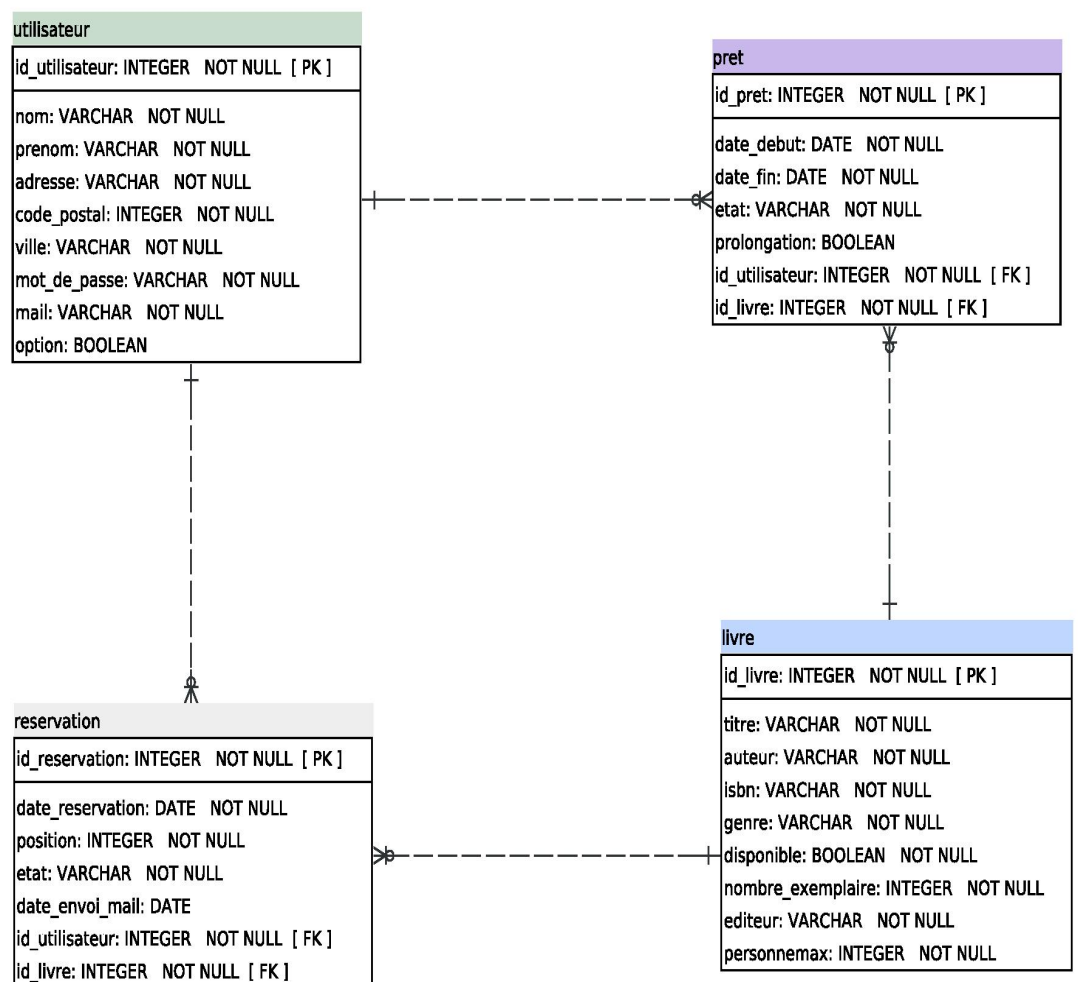 utilisateur
id_utilisateur: INTEGER NOT NULL [ PK ]
nom: VARCHAR NOT NULL
prenom: VARCHAR NOT NULL
adresse: VARCHAR NOT NULL
code_postal: INTEGER NOT NULL
ville: VARCHAR NOT NULL
mot_de_passe: VARCHAR NOT NULL
mail: VARCHAR NOT NULL
option: BOOLEAN
pret
id_pret: INTEGER NOT NULL [ PK ]
date_debut: DATE NOT NULL
date_fin: DATE NOT NULL
etat: VARCHAR NOT NULL
prolongation: BOOLEAN
id_utilisateur: INTEGER NOT NULL [ FK ]
id_livre: INTEGER NOT NULL [ FK ]
reservation
id_reservation: INTEGER NOT NULL [ PK ]
date_reservation: DATE NOT NULL
position: INTEGER NOT NULL
etat: VARCHAR NOT NULL
date_envoi_mail: DATE
id_utilisateur: INTEGER NOT NULL [ FK ]
id_livre: INTEGER NOT NULL [ FK ]
livre
id_livre: INTEGER NOT NULL [ PK ]
titre: VARCHAR NOT NULL
auteur: VARCHAR NOT NULL
isbn: VARCHAR NOT NULL
genre: VARCHAR NOT NULL
disponible: BOOLEAN NOT NULL
nombre_exemplaire: INTEGER NOT NULL
editeur: VARCHAR NOT NULL
personnemax: INTEGER NOT NULL